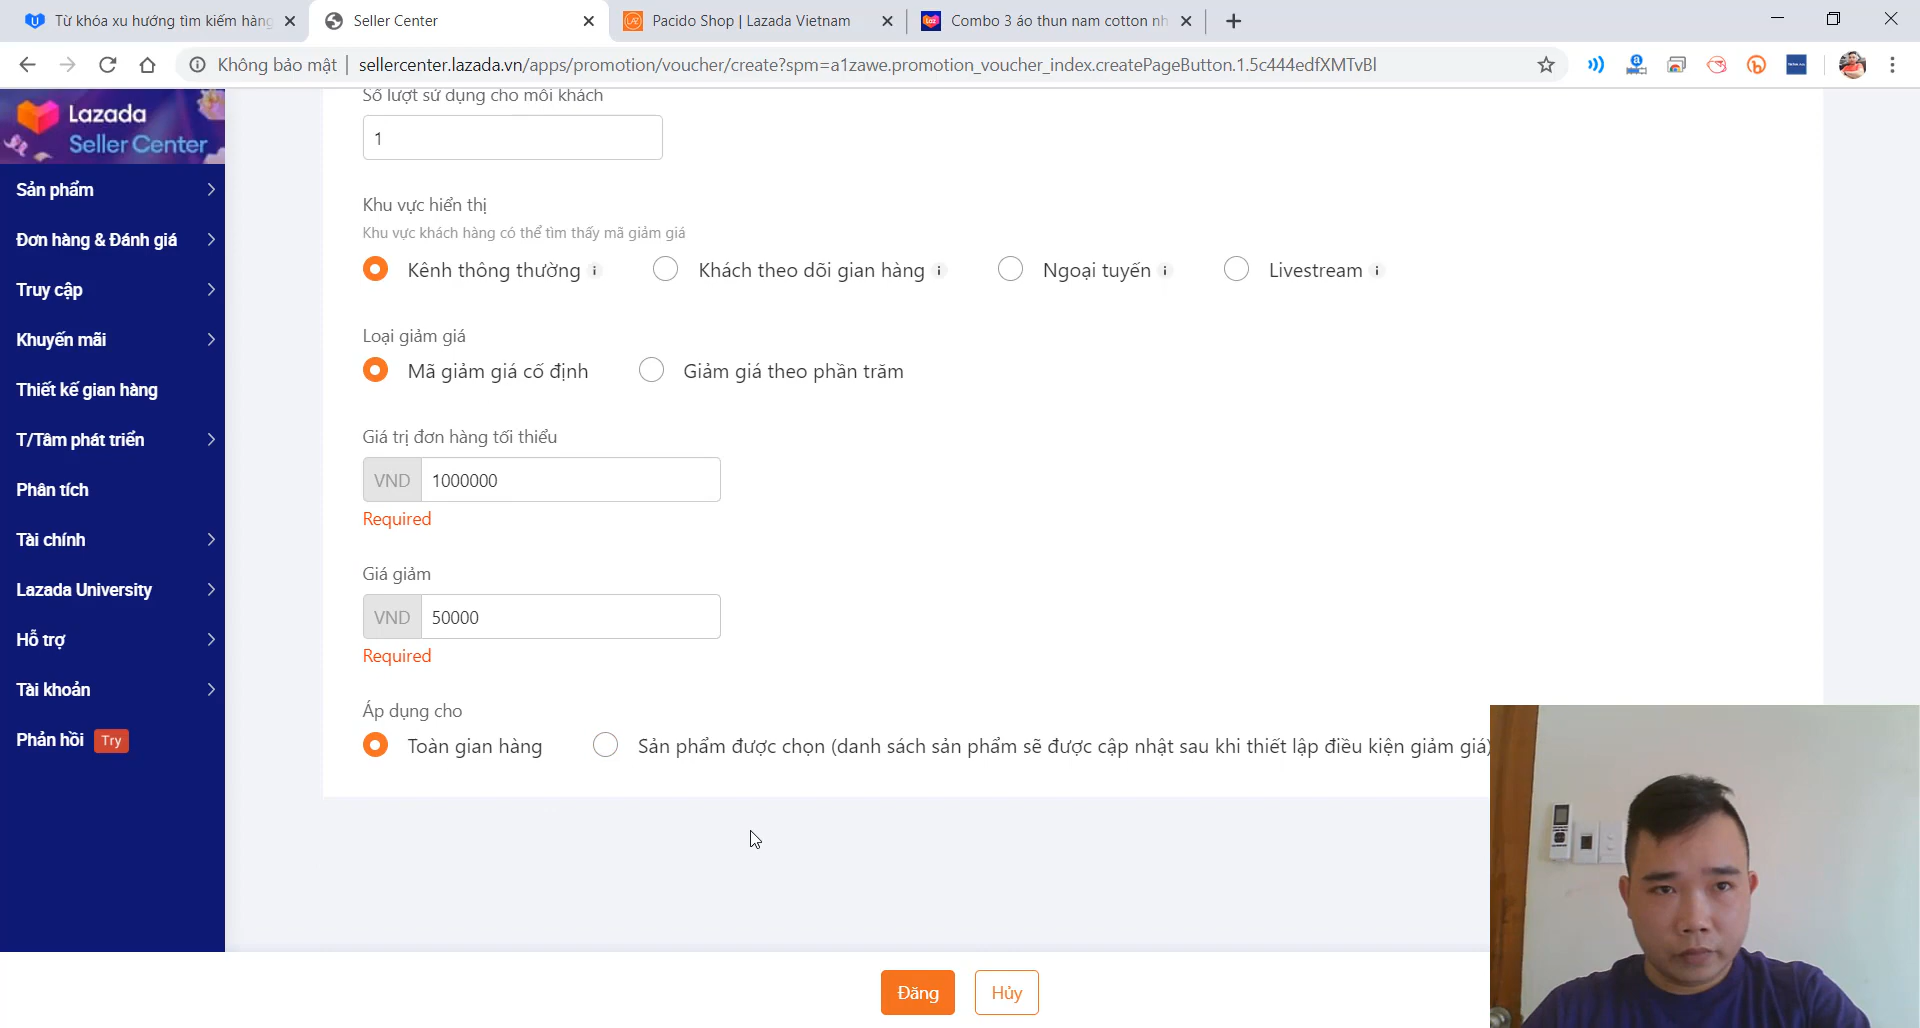 Từ khóa xu hướng tìm kiếm hàng
Seller Center
Pacido Shop | Lazada Vietnam
Combo 3 áo thun nam cotton nh
Không bảo mật
sellercenter.lazada.vn/apps/promotion/voucher/create?spm=a1zawe.promotion_voucher_index.createPageButton.1.5c444edfXMTvBl
Lazada
Seller Center
Sản phẩm
Đơn hàng & Đánh giá
Truy cập
Khuyến mãi
Thiết kế gian hàng
T/Tâm phát triển
Phân tích
Tài chính
Lazada University
Hỗ trợ
Tài khoản
Phản hồi Try
Số lượt sử dụng cho mỗi khách
1
Khu vực hiển thị
Khu vực khách hàng có thể tìm thấy mã giảm giá
Kênh thông thường i Khách theo dõi gian hàng i Ngoại tuyến i Livestream i
Loại giảm giá
Mã giảm giá cố định Giảm giá theo phần trăm
Giá trị đơn hàng tối thiểu
VND 1000000
Required
Giá giảm
VND 50000
Required
Áp dụng cho
Toàn gian hàng Sản phẩm được chọn (danh sách sản phẩm sẽ được cập nhật sau khi thiết lập điều kiện giảm giá)
Đăng Hủy